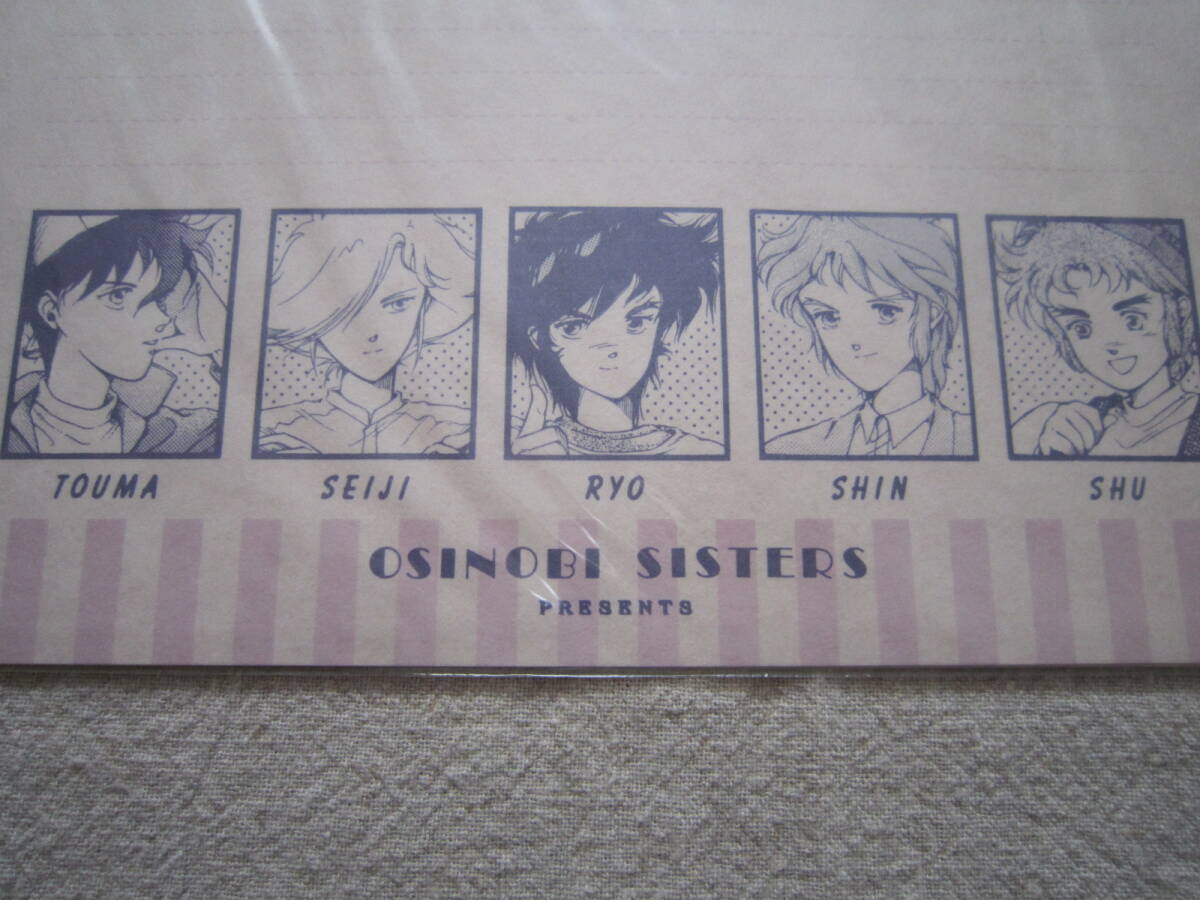 TOUMA SEIJI RYO SHIN SHU
OSINOBI SISTERS
PRESENTS